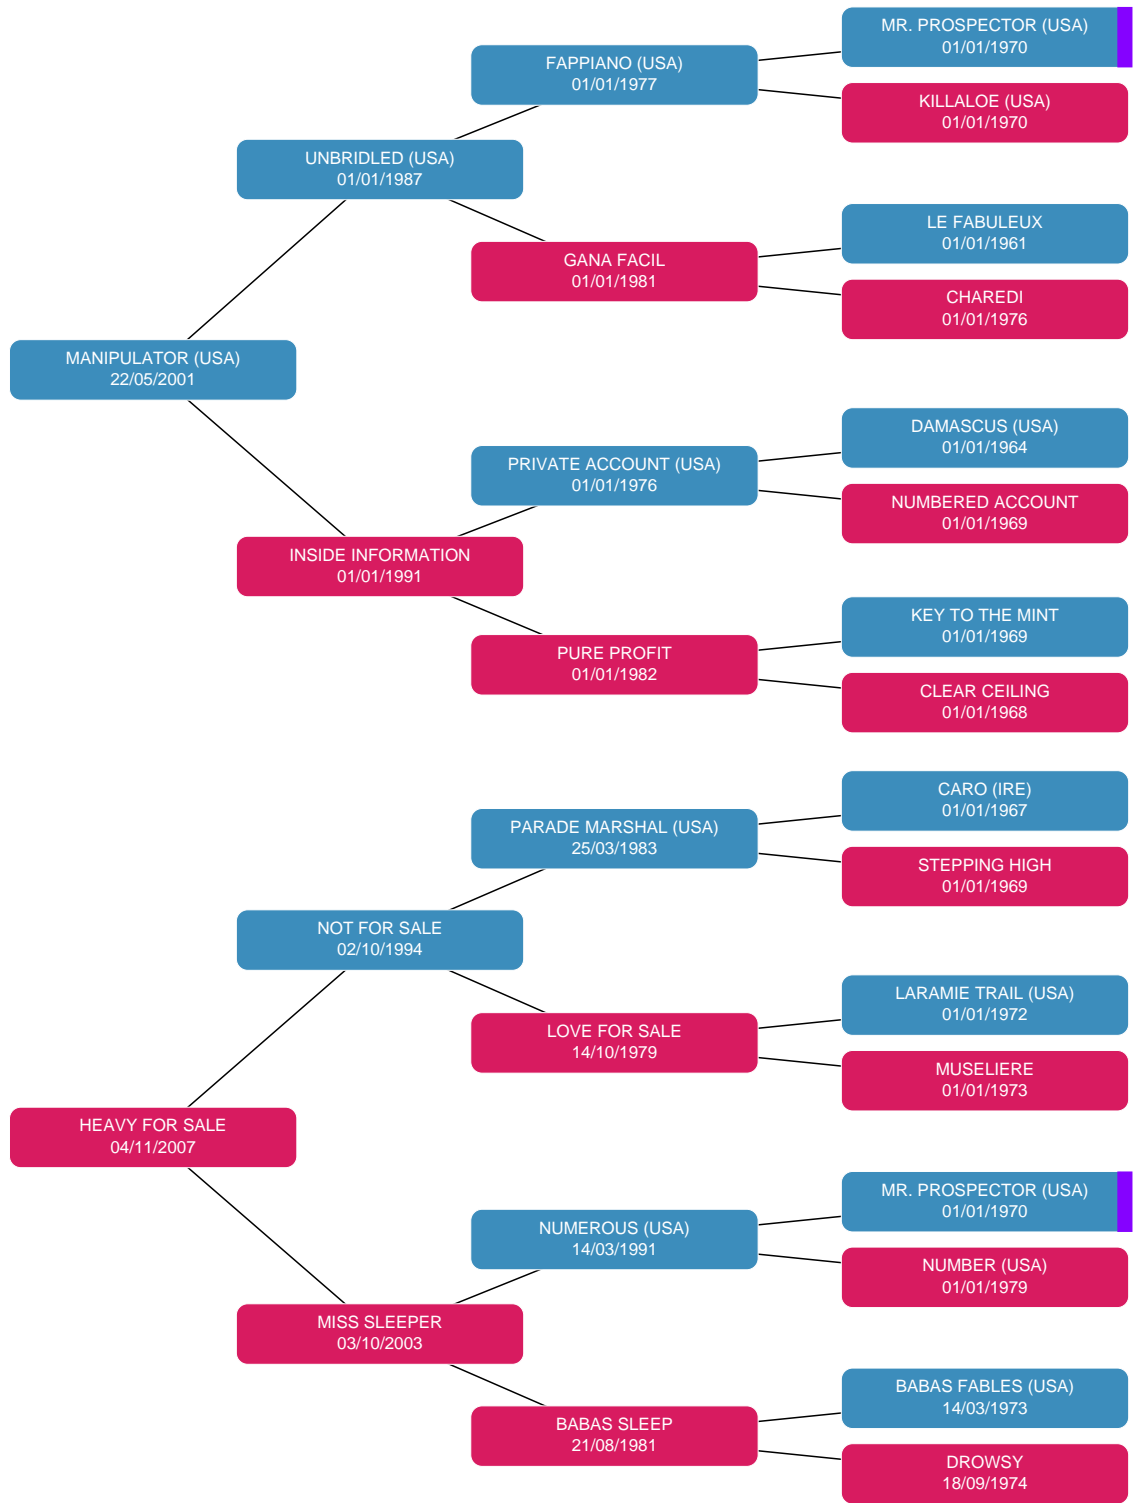 MR. PROSPECTOR (USA)
01/01/1970
FAPPIANO (USA)
01/01/1977
KILLALOE (USA)
01/01/1970
UNBRIDLED (USA)
01/01/1987
LE FABULEUX
01/01/1961
GANA FACIL
01/01/1981
CHAREDI
01/01/1976
MANIPULATOR (USA)
22/05/2001
DAMASCUS (USA)
01/01/1964
PRIVATE ACCOUNT (USA)
01/01/1976
NUMBERED ACCOUNT
01/01/1969
INSIDE INFORMATION
01/01/1991
KEY TO THE MINT
01/01/1969
PURE PROFIT
01/01/1982
CLEAR CEILING
01/01/1968
CARO (IRE)
01/01/1967
PARADE MARSHAL (USA)
25/03/1983
STEPPING HIGH
01/01/1969
NOT FOR SALE
02/10/1994
LARAMIE TRAIL (USA)
01/01/1972
LOVE FOR SALE
14/10/1979
MUSELIERE
01/01/1973
HEAVY FOR SALE
04/11/2007
MR. PROSPECTOR (USA)
01/01/1970
NUMEROUS (USA)
14/03/1991
NUMBER (USA)
01/01/1979
MISS SLEEPER
03/10/2003
BABAS FABLES (USA)
14/03/1973
BABAS SLEEP
21/08/1981
DROWSY
18/09/1974